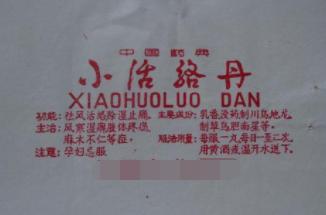 中国药典
小活络丹
XIAOHUOLUO DAN
功能: 祛风活络除湿止痛。
主治: 风寒湿痹肢体疼痛
麻木不仁等症。
注意: 孕妇忌服
主要成份: 乳香没药制川乌地龙
制草乌胆南星等。
服法剂量: 每服一丸每日一至二次
用黄酒或温开水送下。